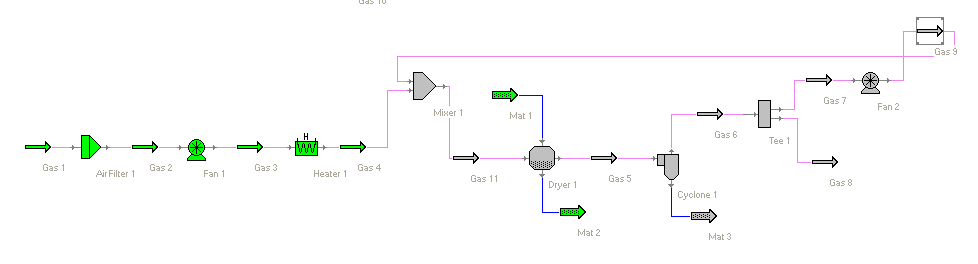 Gas 10
Gas 9
Gas 7
Fan 2
Mixer 1
Mat 1
Gas 6
Tee 1
H
Gas 1
Air Filter 1
Gas 2
Fan 1
Gas 3
Heater 1
Gas 4
Gas 11
Dryer 1
Gas 5
Cyclone 1
Gas 8
Mat 2
Mat 3